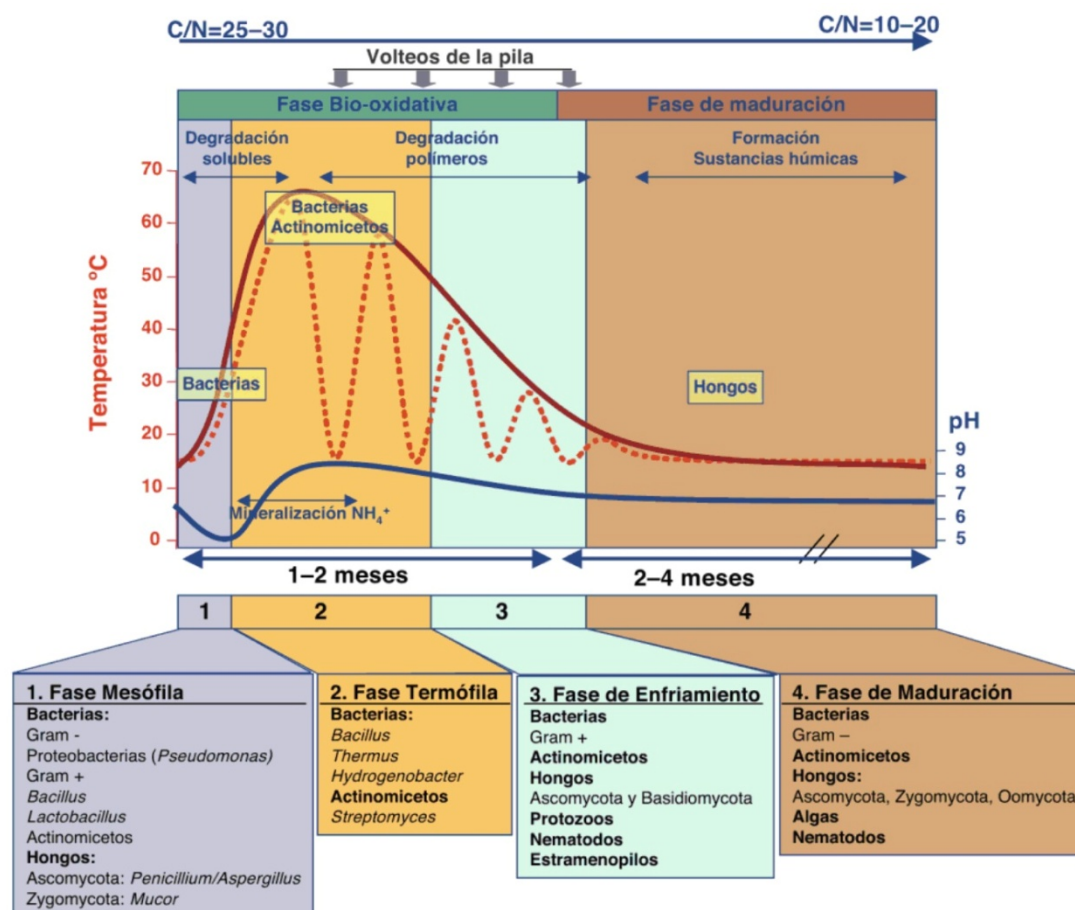 C/N=25–30
C/N=10–20
Volteos de la pila
Fase Bio-oxidativa
Fase de maduración
Degradación
solubles
Degradación
polímeros
Formación
Sustancias húmicas
Temperatura ºC
70
60
50
40
30
20
10
0
Bacterias
Actinomicetos
Bacterias
Hongos
pH
9
8
7
6
5
Mineralización NH₄⁺
1–2 meses
2–4 meses
1
2
3
4
1. Fase Mesófila
Bacterias:
Gram -
Proteobacterias (Pseudomonas)
Gram +
Bacillus
Lactobacillus
Actinomicetos
Hongos:
Ascomycota: Penicillium/Aspergillus
Zygomycota: Mucor
2. Fase Termófila
Bacterias:
Bacillus
Thermus
Hydrogenobacter
Actinomicetos
Streptomyces
3. Fase de Enfriamiento
Bacterias
Gram +
Actinomicetos
Hongos
Ascomycota y Basidiomycota
Protozoos
Nematodos
Estramenopilos
4. Fase de Maduración
Bacterias
Gram –
Actinomicetos
Hongos:
Ascomycota, Zygomycota, Oomycota
Algas
Nematodos